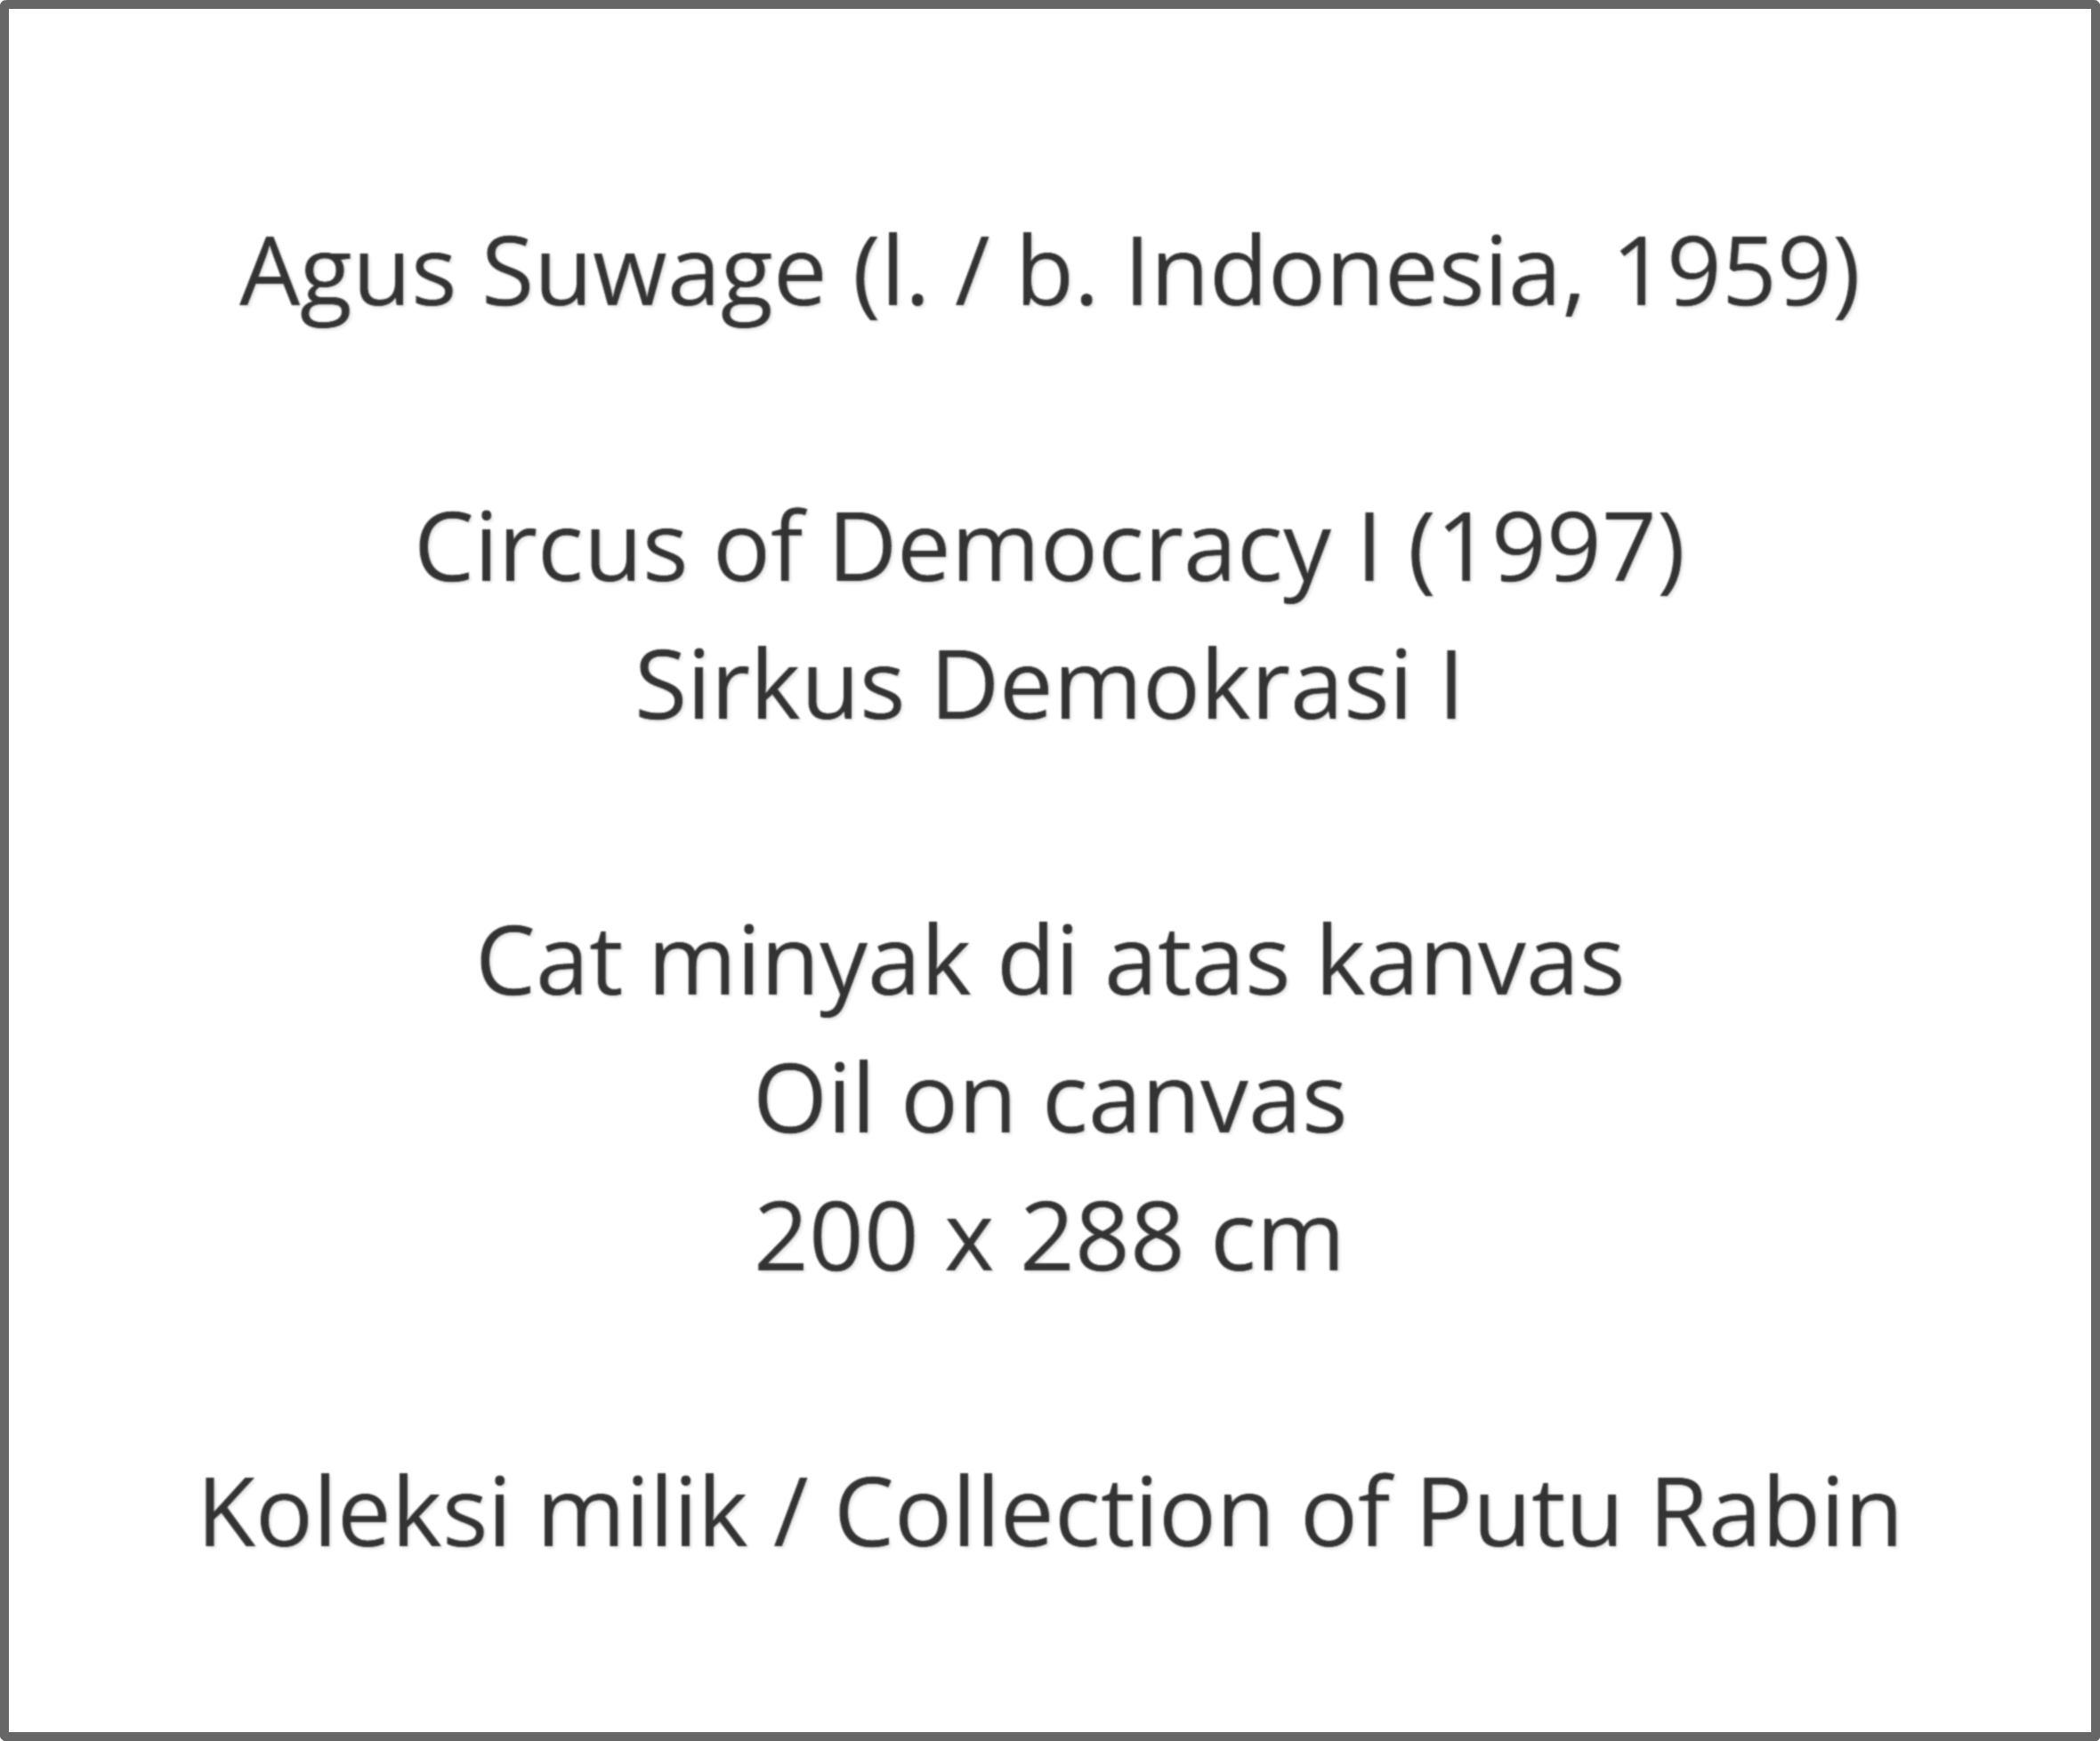 Agus Suwage (l. / b. Indonesia, 1959)
Circus of Democracy I (1997)
Sirkus Demokrasi I
Cat minyak di atas kanvas
Oil on canvas
200 x 288 cm
Koleksi milik / Collection of Putu Rabin